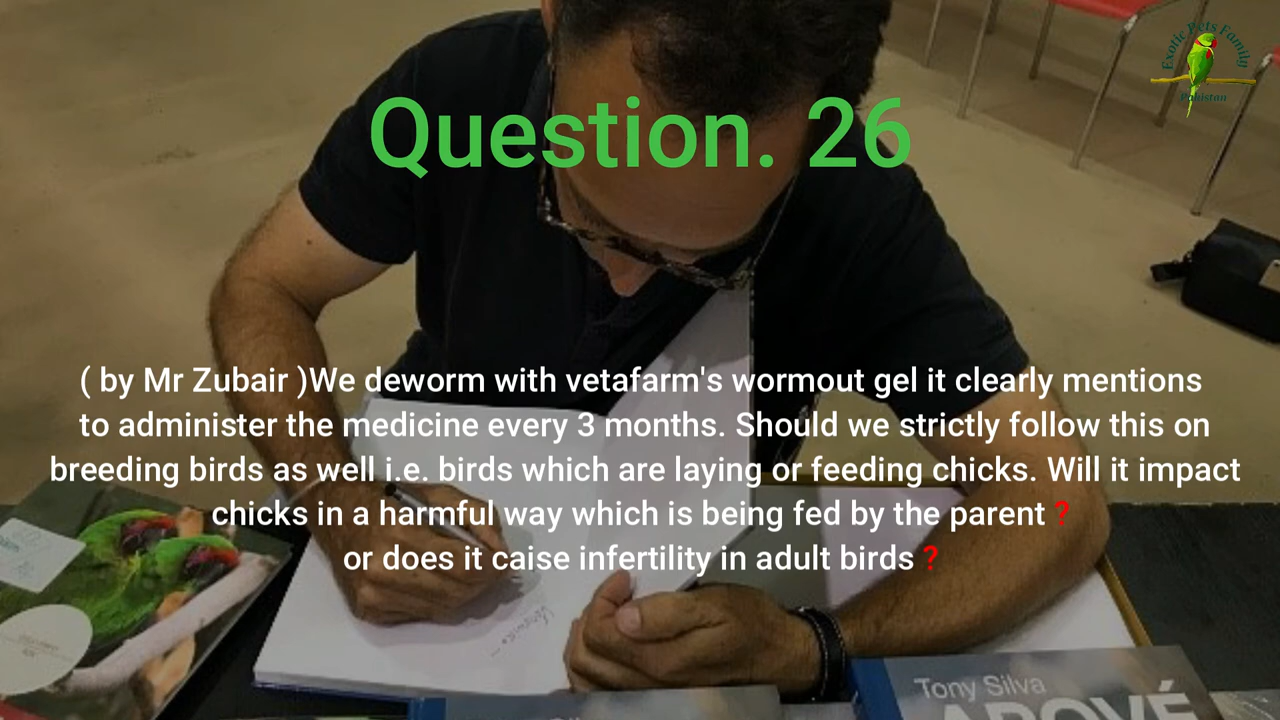 Exotic Pets Family
Pakistan
Question. 26
( by Mr Zubair )We deworm with vetafarm's wormout gel it clearly mentions
to administer the medicine every 3 months. Should we strictly follow this on
breeding birds as well i.e. birds which are laying or feeding chicks. Will it impact
chicks in a harmful way which is being fed by the parent ?
or does it caise infertility in adult birds ?
Tony Silva